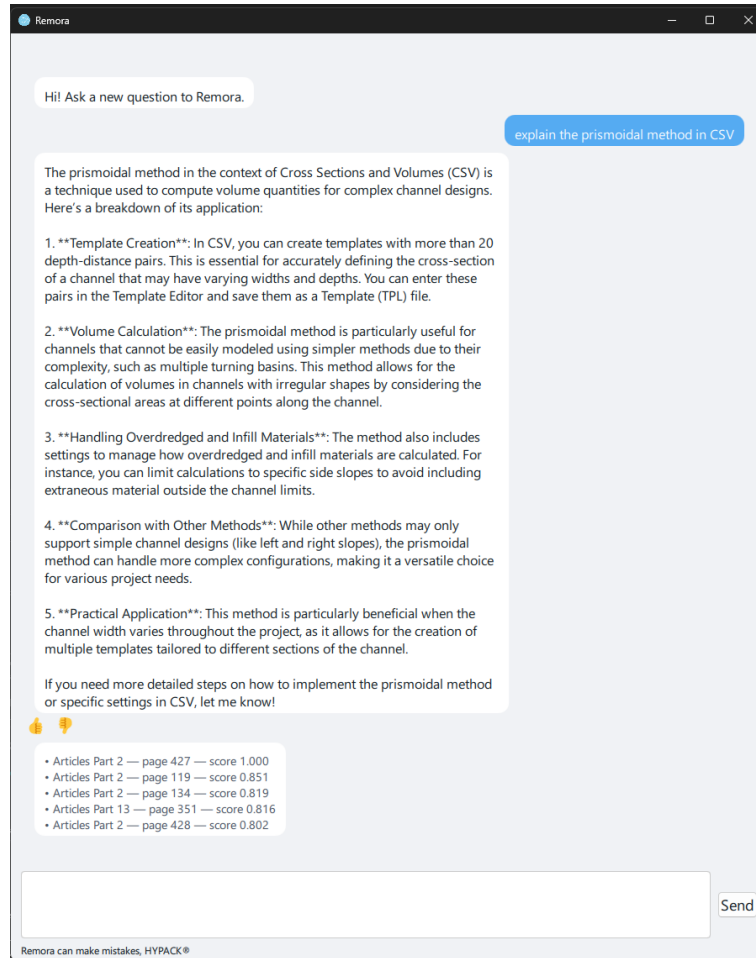 Remora
Hi! Ask a new question to Remora.
explain the prismoidal method in CSV
The prismoidal method in the context of Cross Sections and Volumes (CSV) is
a technique used to compute volume quantities for complex channel designs.
Here's a breakdown of its application:
1. **Template Creation**: In CSV, you can create templates with more than 20
depth-distance pairs. This is essential for accurately defining the cross-section
of a channel that may have varying widths and depths. You can enter these
pairs in the Template Editor and save them as a Template (TPL) file.
2. **Volume Calculation**: The prismoidal method is particularly useful for
channels that cannot be easily modeled using simpler methods due to their
complexity, such as multiple turning basins. This method allows for the
calculation of volumes in channels with irregular shapes by considering the
cross-sectional areas at different points along the channel.
3. **Handling Overdredged and Infill Materials**: The method also includes
settings to manage how overdredged and infill materials are calculated. For
instance, you can limit calculations to specific side slopes to avoid including
extraneous material outside the channel limits.
4. **Comparison with Other Methods**: While other methods may only
support simple channel designs (like left and right slopes), the prismoidal
method can handle more complex configurations, making it a versatile choice
for various project needs.
5. **Practical Application**: This method is particularly beneficial when the
channel width varies throughout the project, as it allows for the creation of
multiple templates tailored to different sections of the channel.
If you need more detailed steps on how to implement the prismoidal method
or specific settings in CSV, let me know!
• Articles Part 2 — page 427 — score 1.000
• Articles Part 2 — page 119 — score 0.851
• Articles Part 2 — page 134 — score 0.819
• Articles Part 13 — page 351 — score 0.816
• Articles Part 2 — page 428 — score 0.802
Send
Remora can make mistakes, HYPACK®